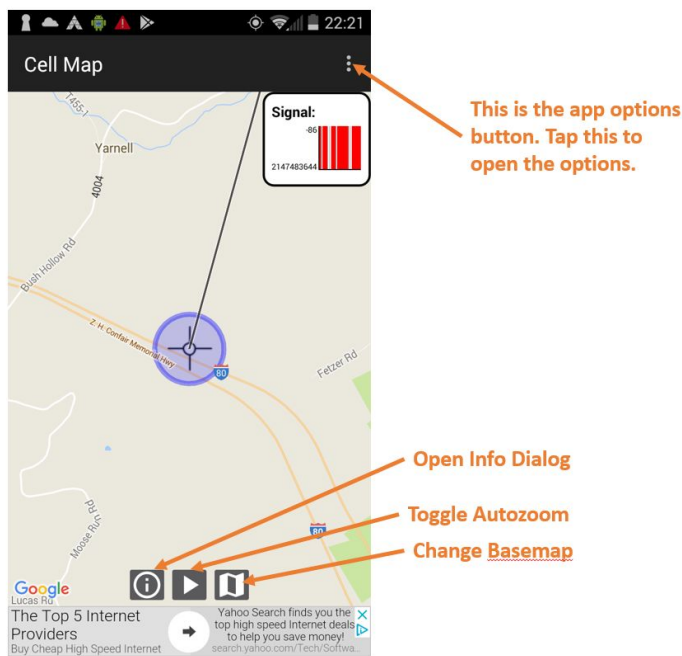 22:21
Cell Map
T455-1
Yarnell
4004
Bush Hollow Rd
Signal:
-86
2147483644
This is the app options
button. Tap this to
open the options.
Z. H. Confair Memorial Hwy
80
Fetzer Rd
Moose Run Rd
80
Open Info Dialog
Toggle Autozoom
Change Basemap
Google
Lucas Ru
The Top 5 Internet
Providers
Buy Cheap High Speed Internet
Yahoo Search finds you the
top high speed Internet deals
to help you save money!
search.yahoo.com/Tech/Softwa...